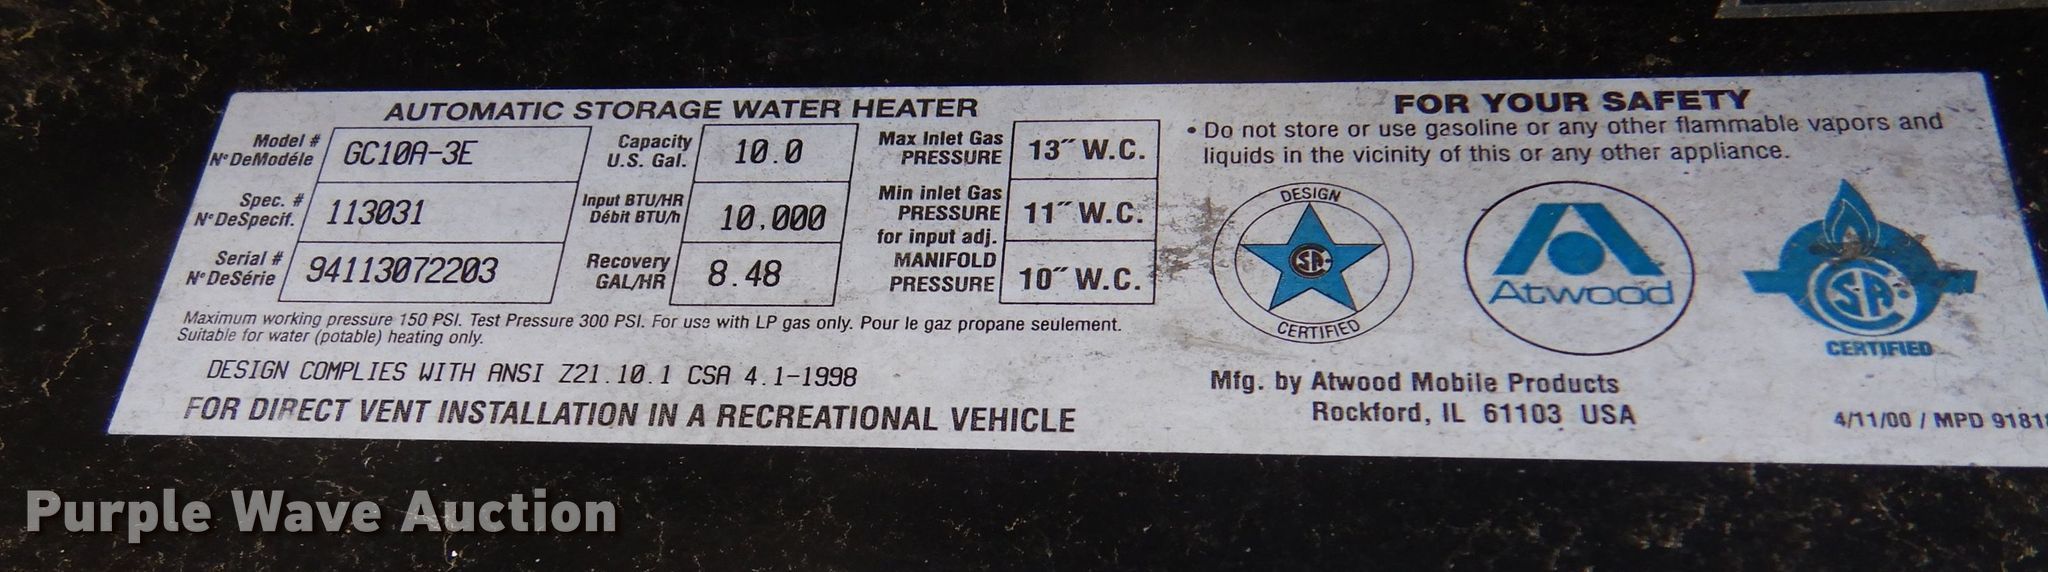 AUTOMATIC STORAGE WATER HEATER
Model #
N° DeModéle
GC10A-3E
Capacity
U.S. Gal.
10.0
Max Inlet Gas
PRESSURE
13" W.C.
Spec. #
N° DeSpecif.
113031
Input BTU/HR
Débit BTU/h
10,000
Min inlet Gas
PRESSURE
for input adj.
11" W.C.
Serial #
N° DeSérie
94113072203
Recovery
GAL/HR
8.48
MANIFOLD
PRESSURE
10" W.C.
Maximum working pressure 150 PSI. Test Pressure 300 PSI. For use with LP gas only. Pour le gaz propane seulement.
Suitable for water (potable) heating only.
DESIGN COMPLIES WITH ANSI Z21.10.1 CSA 4.1-1998
FOR DIRECT VENT INSTALLATION IN A RECREATIONAL VEHICLE
FOR YOUR SAFETY
• Do not store or use gasoline or any other flammable vapors and
liquids in the vicinity of this or any other appliance.
DESIGN
SA
CERTIFIED
Atwood
SA
CERTIFIED
Mfg. by Atwood Mobile Products
Rockford, IL 61103 USA
4/11/00 / MPD 9181
Purple Wave Auction